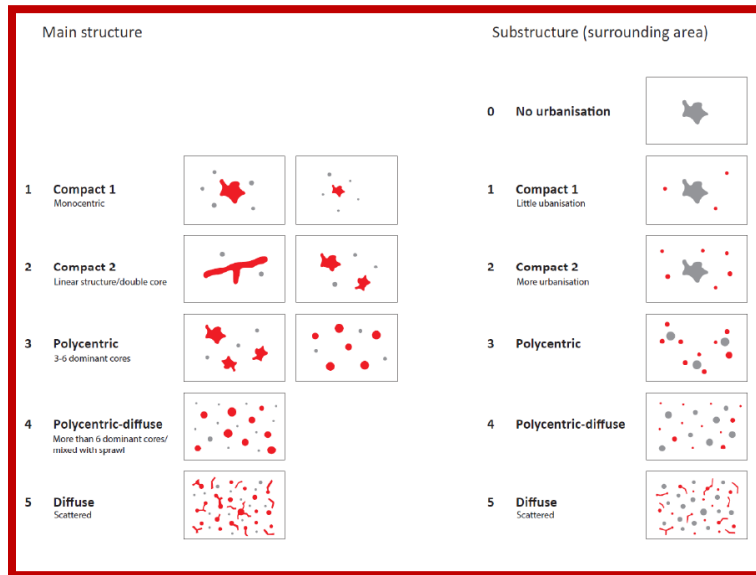 Main structure
Substructure (surrounding area)
0 No urbanisation
1 Compact 1
Monocentric
1 Compact 1
Little ubanisation
2 Compact 2
Linear structure/double core
2 Compact 2
More urbanisation
3 Polycentric
3-6 dominant cores
3 Polycentric
4 Polycentric-diffuse
More than 6 dominant cores/
mixed with sprawl
4 Polycentric-diffuse
5 Diffuse
Scattered
5 Diffuse
Scattered